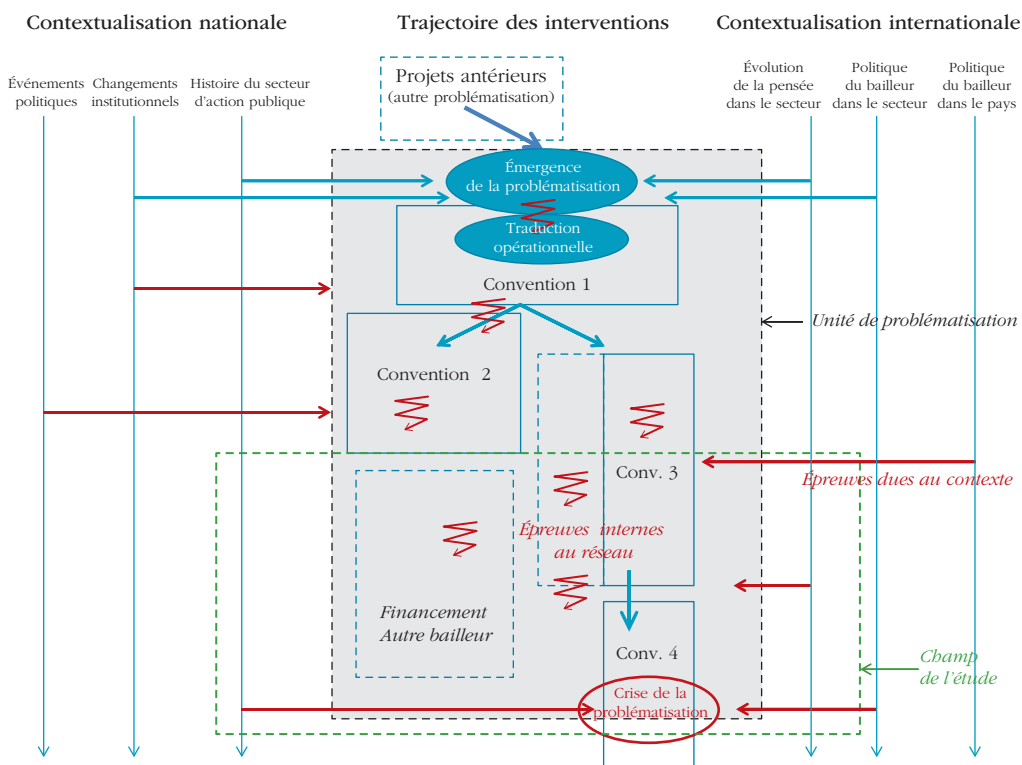 Contextualisation nationale
Trajectoire des interventions
Contextualisation internationale
Événements
politiques
Changements
institutionnels
Histoire du secteur
d'action publique
Projets antérieurs
(autre problématisation)
Évolution
de la pensée
dans le secteur
Politique
du bailleur
dans le secteur
Politique
du bailleur
dans le pays
Émergence
de la problématisation
Traduction
opérationnelle
Convention 1
Unité de problématisation
Convention 2
Conv. 3
Épreuves dues au contexte
Épreuves internes
au réseau
Financement
Autre bailleur
Conv. 4
Champ
de l'étude
Crise de la
problématisation